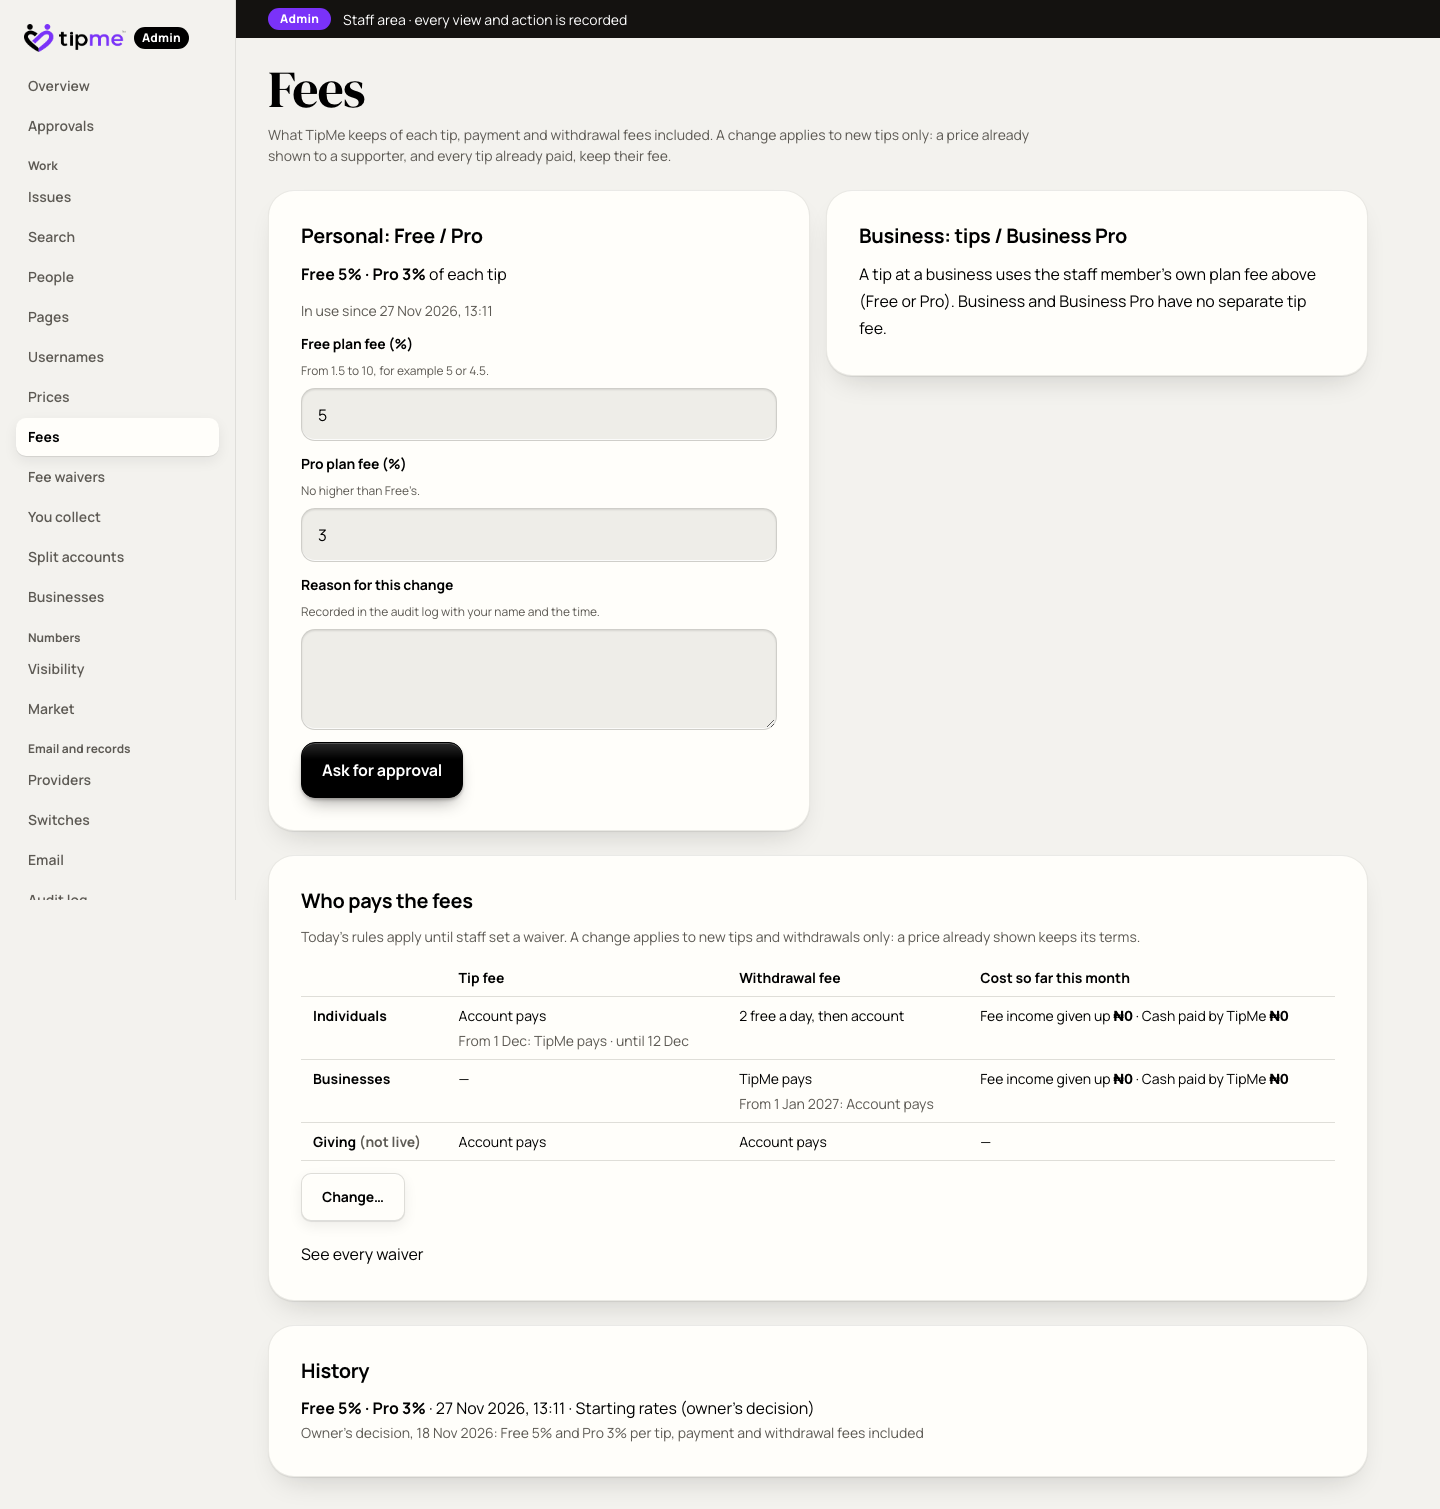 tipme Admin
Overview
Approvals
Work
Issues
Search
People
Pages
Usernames
Prices
Fees
Fee waivers
You collect
Split accounts
Businesses
Numbers
Visibility
Market
Email and records
Providers
Switches
Email
Audit log
Admin Staff area · every view and action is recorded
Fees
What TipMe keeps of each tip, payment and withdrawal fees included. A change applies to new tips only: a price already
shown to a supporter, and every tip already paid, keep their fee.
Personal: Free / Pro
Free 5% · Pro 3% of each tip
In use since 27 Nov 2026, 13:11
Free plan fee (%)
From 1.5 to 10, for example 5 or 4.5.
5
Pro plan fee (%)
No higher than Free's.
3
Reason for this change
Recorded in the audit log with your name and the time.
Ask for approval
Business: tips / Business Pro
A tip at a business uses the staff member's own plan fee above
(Free or Pro). Business and Business Pro have no separate tip
fee.
Who pays the fees
Today's rules apply until staff set a waiver. A change applies to new tips and withdrawals only: a price already shown keeps its terms.
Tip fee Withdrawal fee Cost so far this month
Individuals Account pays 2 free a day, then account Fee income given up ₦0 · Cash paid by TipMe ₦0
From 1 Dec: TipMe pays · until 12 Dec
Businesses — TipMe pays Fee income given up ₦0 · Cash paid by TipMe ₦0
From 1 Jan 2027: Account pays
Giving (not live) Account pays Account pays —
Change…
See every waiver
History
Free 5% · Pro 3% · 27 Nov 2026, 13:11 · Starting rates (owner's decision)
Owner's decision, 18 Nov 2026: Free 5% and Pro 3% per tip, payment and withdrawal fees included